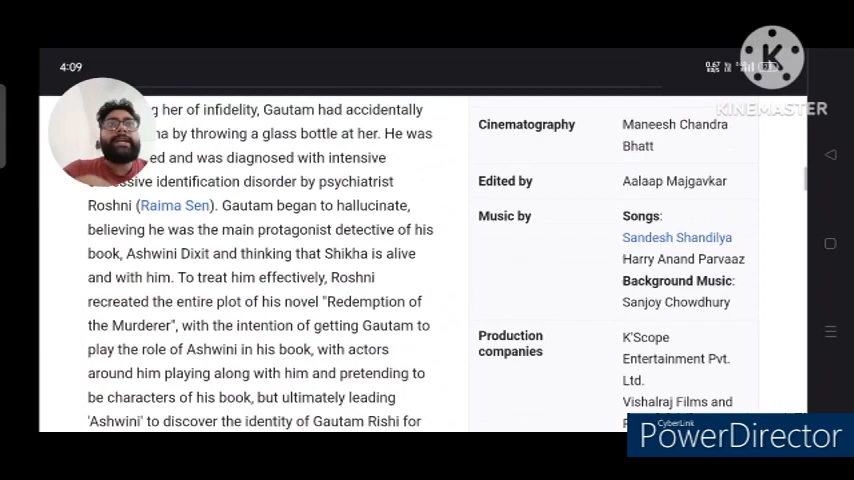 4:09
0.67
KB/S
KINEMASTER
her of infidelity, Gautam had accidentally
by throwing a glass bottle at her. He was
and was diagnosed with intensive
identification disorder by psychiatrist
Roshni (Raima Sen). Gautam began to hallucinate,
believing he was the main protagonist detective of his
book, Ashwini Dixit and thinking that Shikha is alive
and with him. To treat him effectively, Roshni
recreated the entire plot of his novel "Redemption of
the Murderer", with the intention of getting Gautam to
play the role of Ashwini in his book, with actors
around him playing along with him and pretending to
be characters of his book, but ultimately leading
'Ashwini' to discover the identity of Gautam Rishi for
Cinematography
Maneesh Chandra
Bhatt
Edited by
Aalaap Majgavkar
Music by
Songs:
Sandesh Shandilya
Harry Anand Parvaaz
Background Music:
Sanjoy Chowdhury
Production
companies
K'Scope
Entertainment Pvt.
Ltd.
Vishalraj Films and
CyberLink
PowerDirector